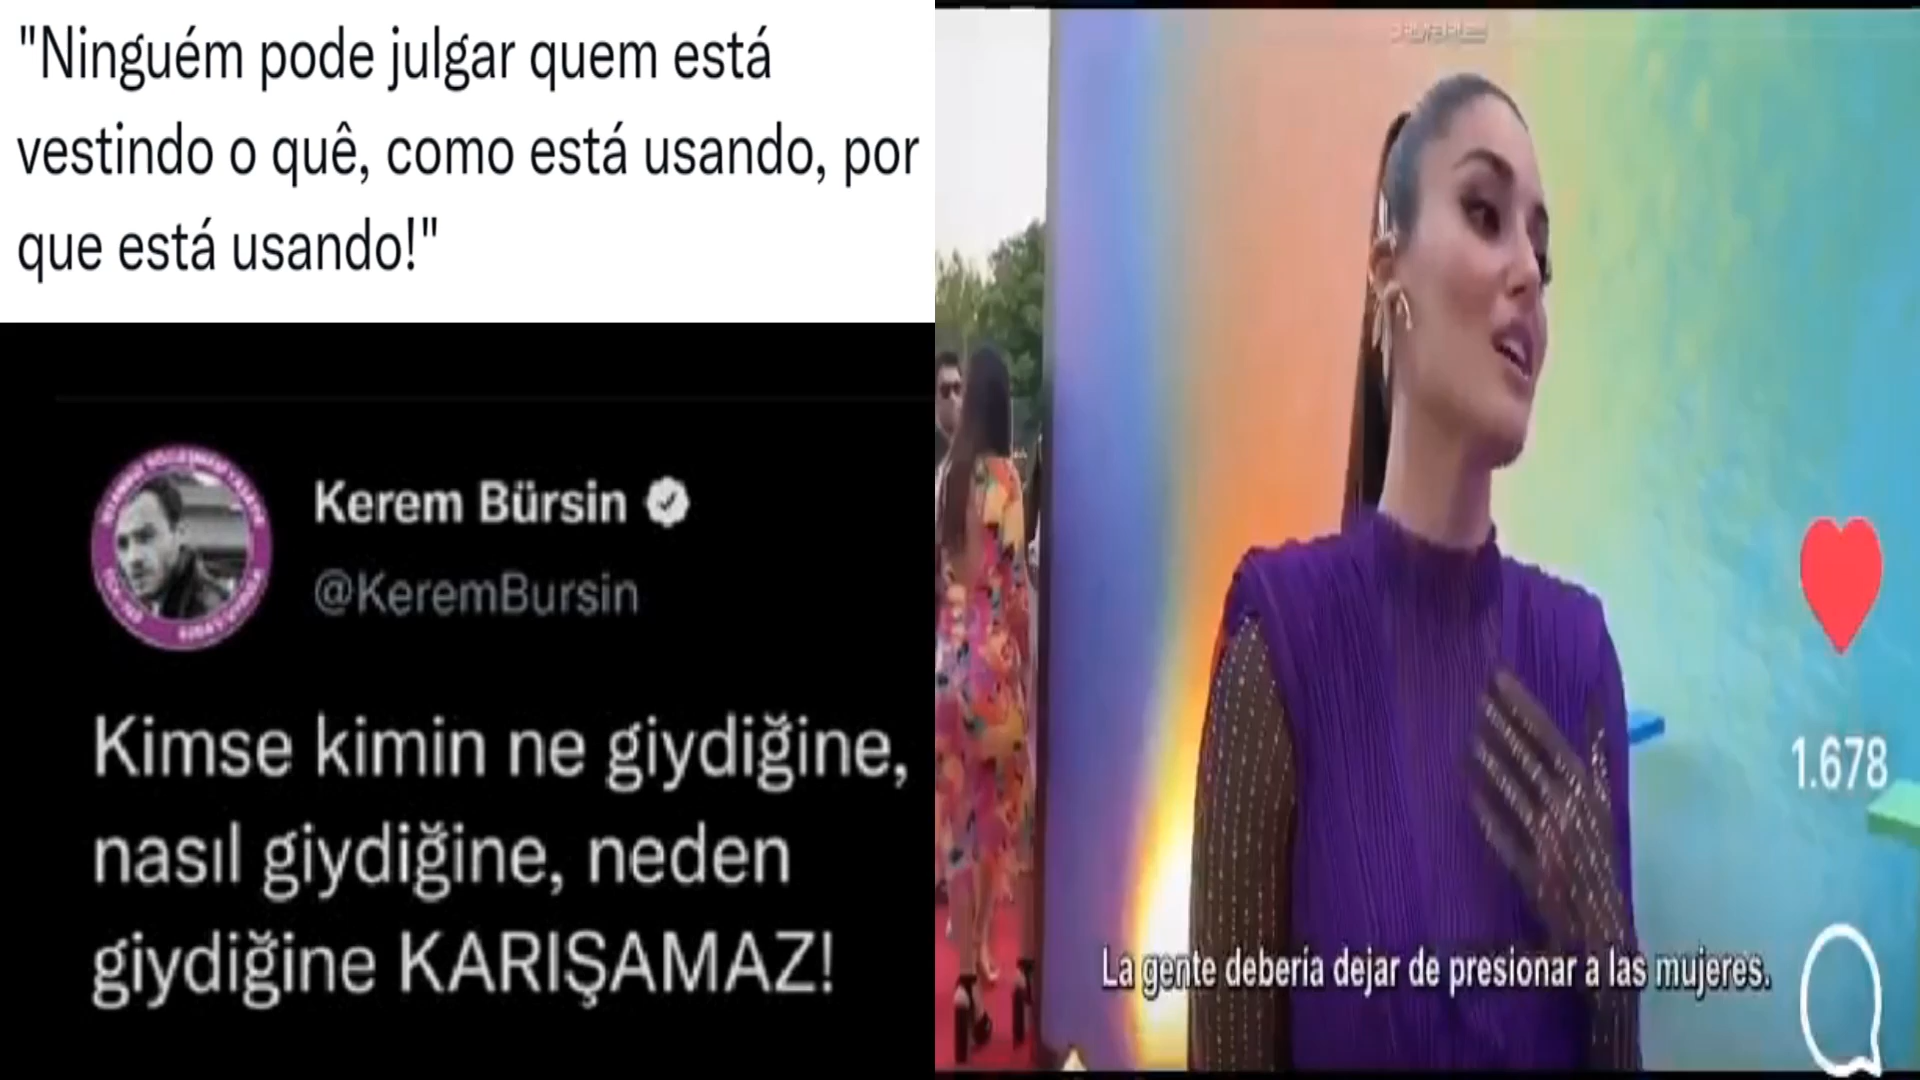 "Ninguém pode julgar quem está
vestindo o quê, como está usando, por
que está usando!"
Kerem Bürsin
@KeremBursin
Kimse kimin ne giydiğine,
nasıl giydiğine, neden
giydiğine KARIŞAMAZ!
1.678
La gente debería dejar de presionar a las mujeres.